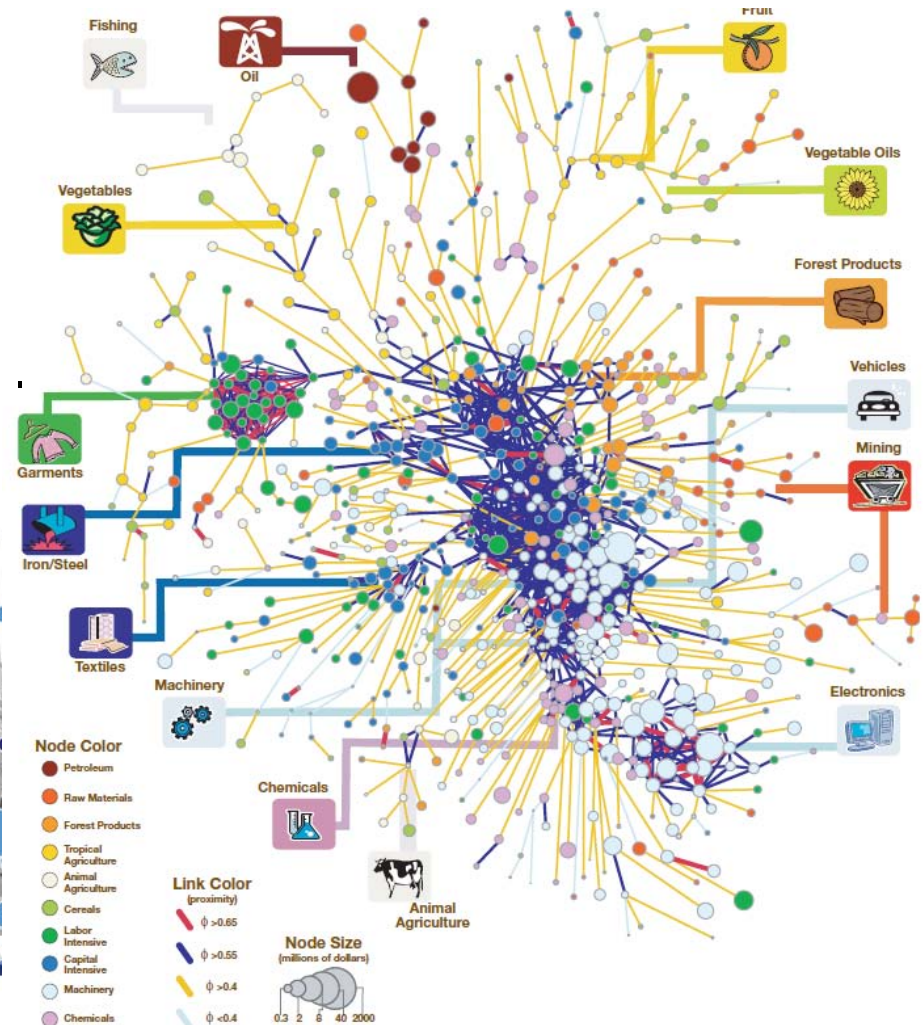 Fishing
Oil
Fruit
Vegetables
Vegetable Oils
Forest Products
Vehicles
Mining
Garments
Iron/Steel
Textiles
Machinery
Electronics
Chemicals
Animal
Agriculture
Node Color
Petroleum
Raw Materials
Forest Products
Tropical
Agriculture
Animal
Agriculture
Cereals
Labor
Intensive
Capital
Intensive
Machinery
Chemicals
Link Color
(proximity)
ϕ >0.65
ϕ >0.55
ϕ >0.4
ϕ <0.4
Node Size
(millions of dollars)
0.3 2 8 40 2000